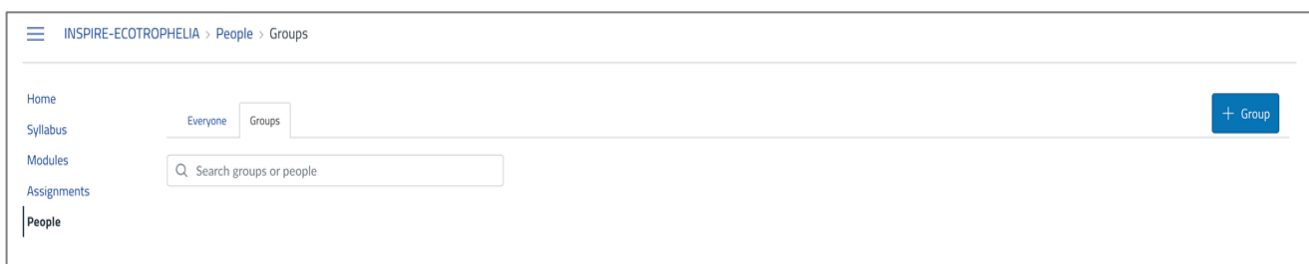 INSPIRE-ECOTROPHELIA > People > Groups
Home
Syllabus
Modules
Assignments
People
Everyone Groups
+ Group
Search groups or people